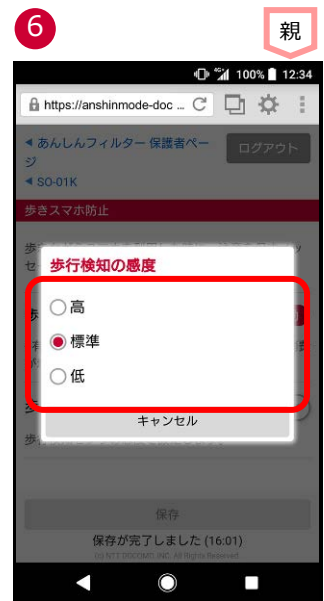 6
親
4G 100% 12:34
https://anshinmode-doc ...
◀ あんしんフィルター 保護者ペー
ジ
ログアウト
◀ SO-01K
歩きスマホ防止
歩行検知の感度
高
標準
低
キャンセル
保存
保存が完了しました (16:01)
(c) NTT DOCOMO, INC. All Rights Reserved.